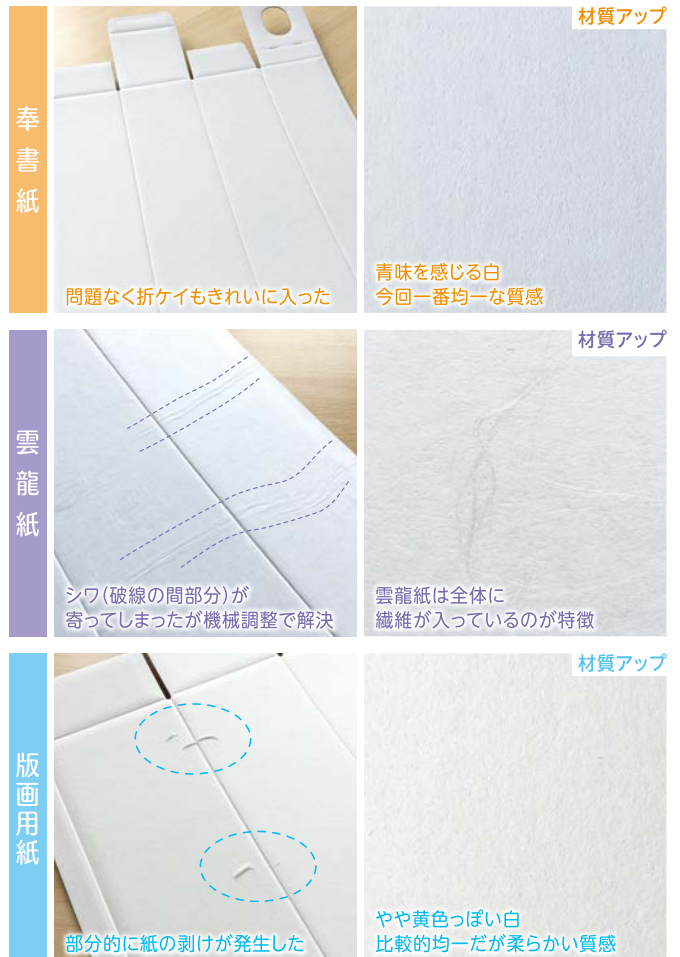 奉書紙
問題なく折ケイもきれいに入った
材質アップ
青味を感じる白
今回一番均一な質感
雲龍紙
シワ(破線の間部分)が
寄ってしまったが機械調整で解決
材質アップ
雲龍紙は全体に
繊維が入っているのが特徴
版画用紙
部分的に紙の剥けが発生した
材質アップ
やや黄色っぽい白
比較的均一だが柔らかい質感